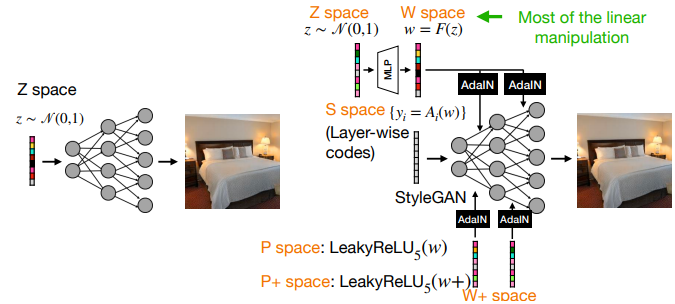 Z space
z ∼ 𝒩(0,1)
Z space
z ∼ 𝒩(0,1)
W space
w = F(z)
Most of the linear
manipulation
MLP
AdaIN
AdaIN
S space {yᵢ = Aᵢ(w)}
(Layer-wise
codes)
StyleGAN
AdaIN
AdaIN
P space: LeakyReLU₅(w)
P+ space: LeakyReLU₅(w+)
W+ space